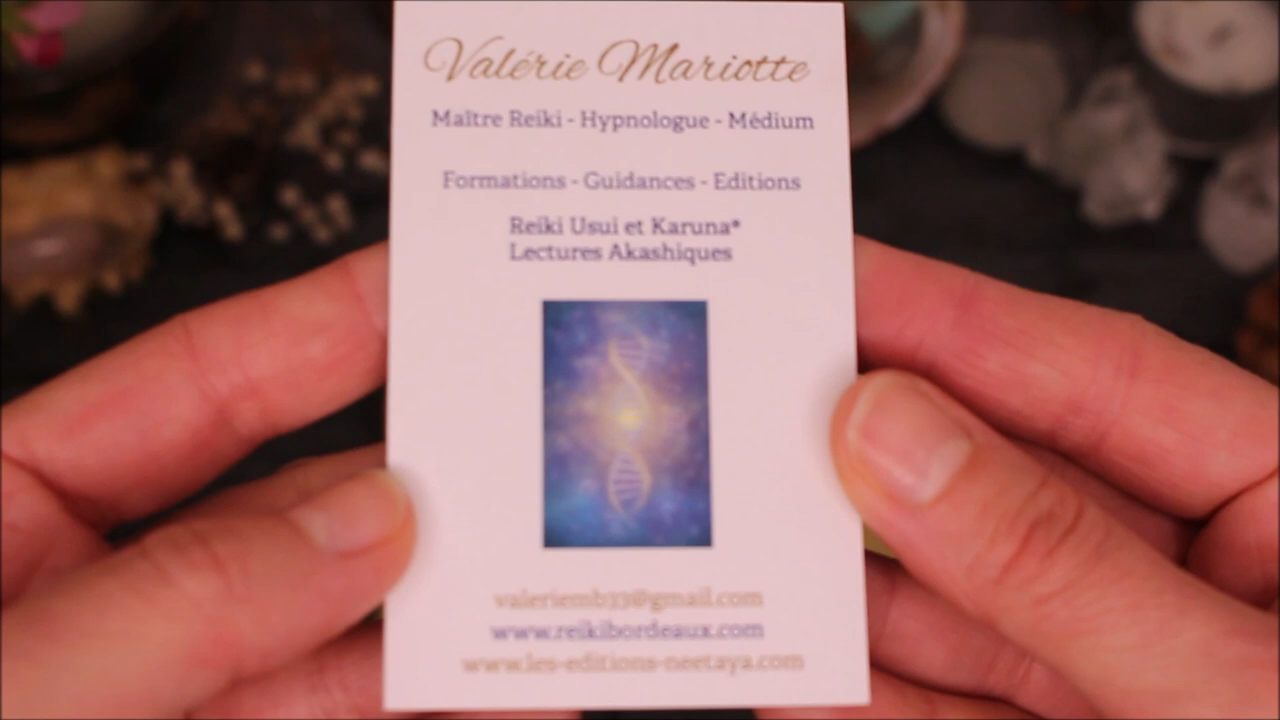 Valérie Mariotte
Maître Reiki - Hypnologue - Médium
Formations - Guidances - Editions
Reiki Usui et Karuna*
Lectures Akashiques
valeriemb33@gmail.com
www.reikibordeaux.com
www.les-editions-neetaya.com